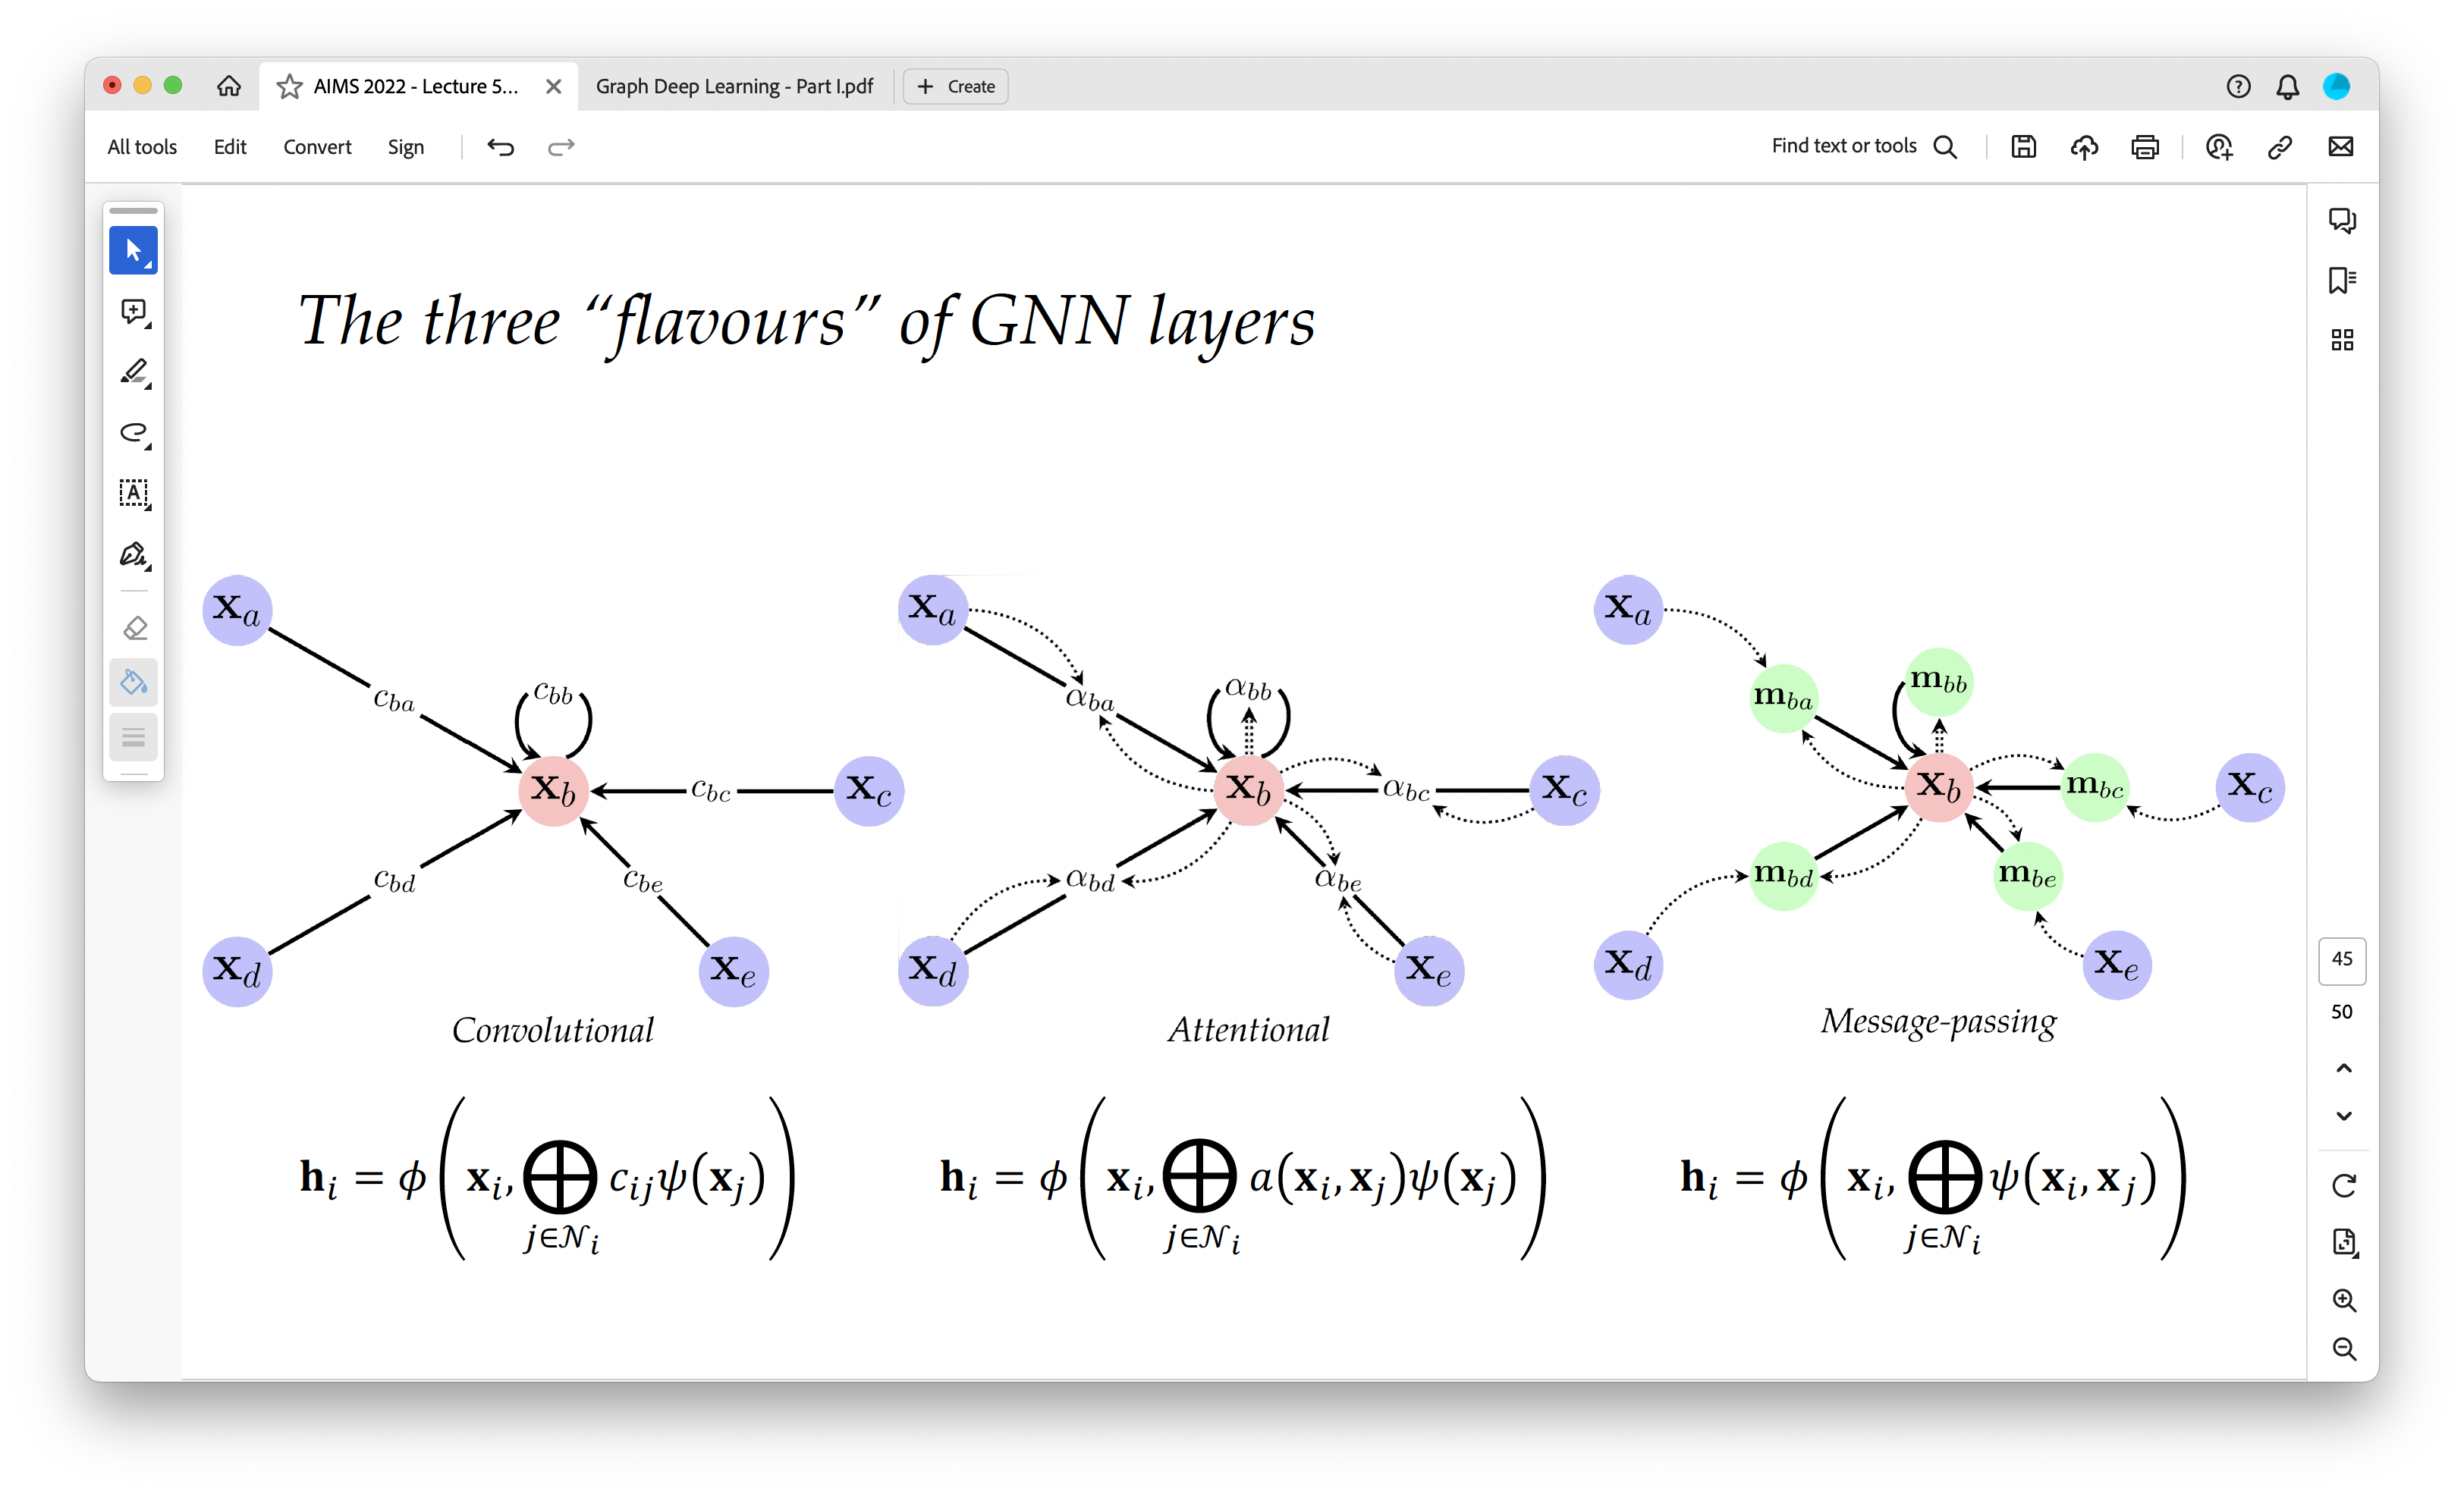 AIMS 2022 - Lecture 5...
Graph Deep Learning - Part I.pdf
+ Create
All tools
Edit
Convert
Sign
Find text or tools
The three “flavours” of GNN layers
x_a
c_ba
c_bb
x_b
c_bc
x_c
c_bd
c_be
x_d
x_e
Convolutional
x_a
α_ba
α_bb
x_b
α_bc
x_c
α_bd
α_be
x_d
x_e
Attentional
x_a
m_ba
m_bb
x_b
m_bc
x_c
m_bd
m_be
x_d
x_e
Message-passing
h_i = ϕ(x_i, ⨁_{j∈𝒩_i} c_ij ψ(x_j))
h_i = ϕ(x_i, ⨁_{j∈𝒩_i} a(x_i, x_j)ψ(x_j))
h_i = ϕ(x_i, ⨁_{j∈𝒩_i} ψ(x_i, x_j))
45
50